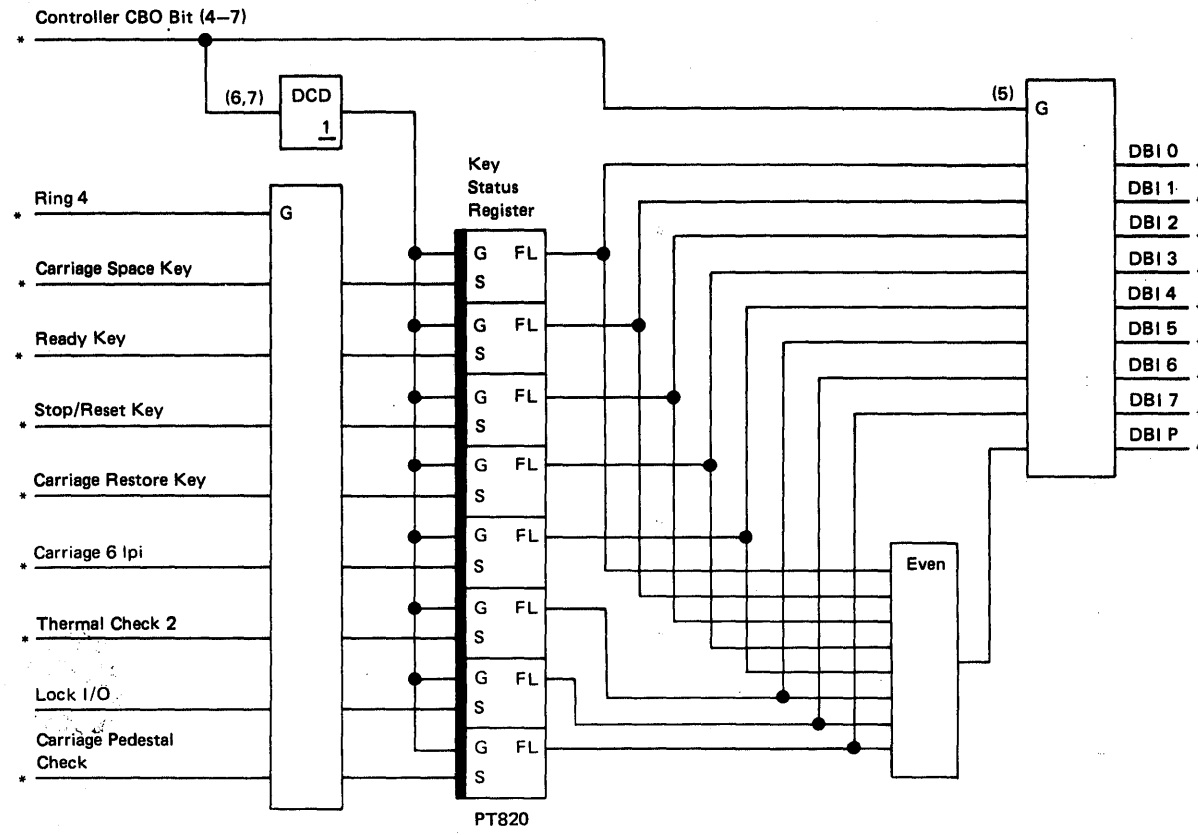 Controller CBO Bit (4–7)
*
(6,7)
DCD
1
(5)
G
DBI 0
DBI 1
DBI 2
DBI 3
DBI 4
DBI 5
DBI 6
DBI 7
DBI P
Key
Status
Register
Ring 4
*
G
Carriage Space Key
*
Ready Key
*
Stop/Reset Key
*
Carriage Restore Key
*
Carriage 6 Ipi
*
Thermal Check 2
*
Lock I/O
Carriage Pedestal
Check
*
G FL
S
G FL
S
G FL
S
G FL
S
G FL
S
G FL
S
G FL
S
G FL
S
PT820
Even